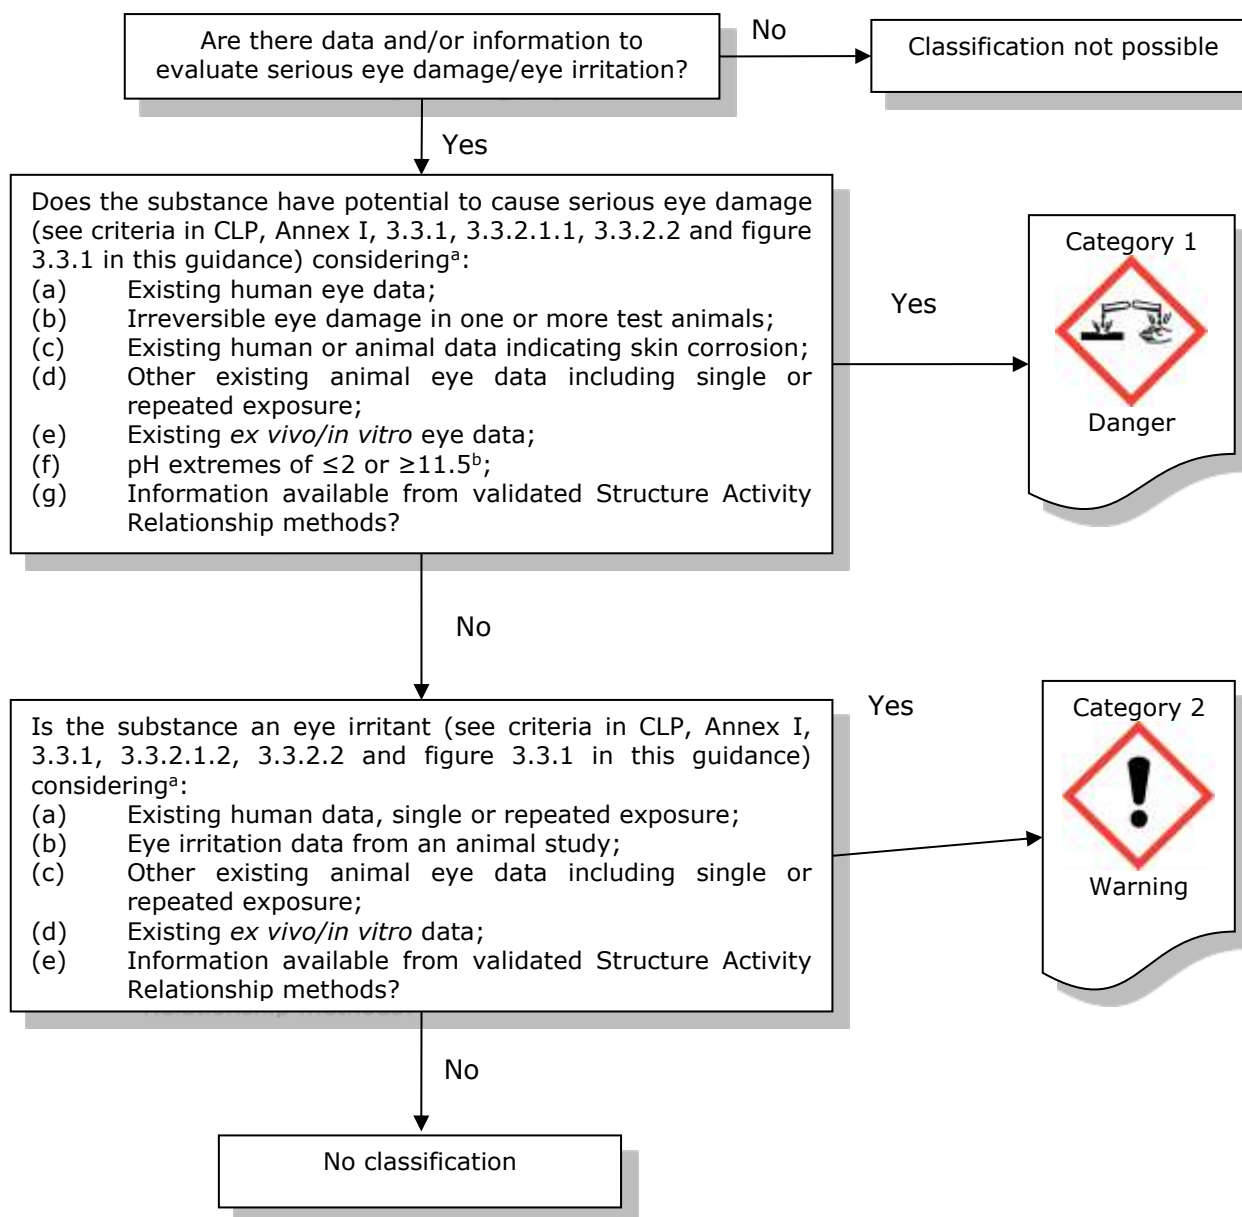 Are there data and/or information to
evaluate serious eye damage/eye irritation?
No
Classification not possible
Yes
Does the substance have potential to cause serious eye damage
(see criteria in CLP, Annex I, 3.3.1, 3.3.2.1.1, 3.3.2.2 and figure
3.3.1 in this guidance) consideringᵃ:
(a) Existing human eye data;
(b) Irreversible eye damage in one or more test animals;
(c) Existing human or animal data indicating skin corrosion;
(d) Other existing animal eye data including single or
repeated exposure;
(e) Existing ex vivo/in vitro eye data;
(f) pH extremes of ≤2 or ≥11.5ᵇ;
(g) Information available from validated Structure Activity
Relationship methods?
Yes
Category 1
Danger
No
Is the substance an eye irritant (see criteria in CLP, Annex I,
3.3.1, 3.3.2.1.2, 3.3.2.2 and figure 3.3.1 in this guidance)
consideringᵃ:
(a) Existing human data, single or repeated exposure;
(b) Eye irritation data from an animal study;
(c) Other existing animal eye data including single or
repeated exposure;
(d) Existing ex vivo/in vitro data;
(e) Information available from validated Structure Activity
Relationship methods?
Yes
Category 2
Warning
No
No classification